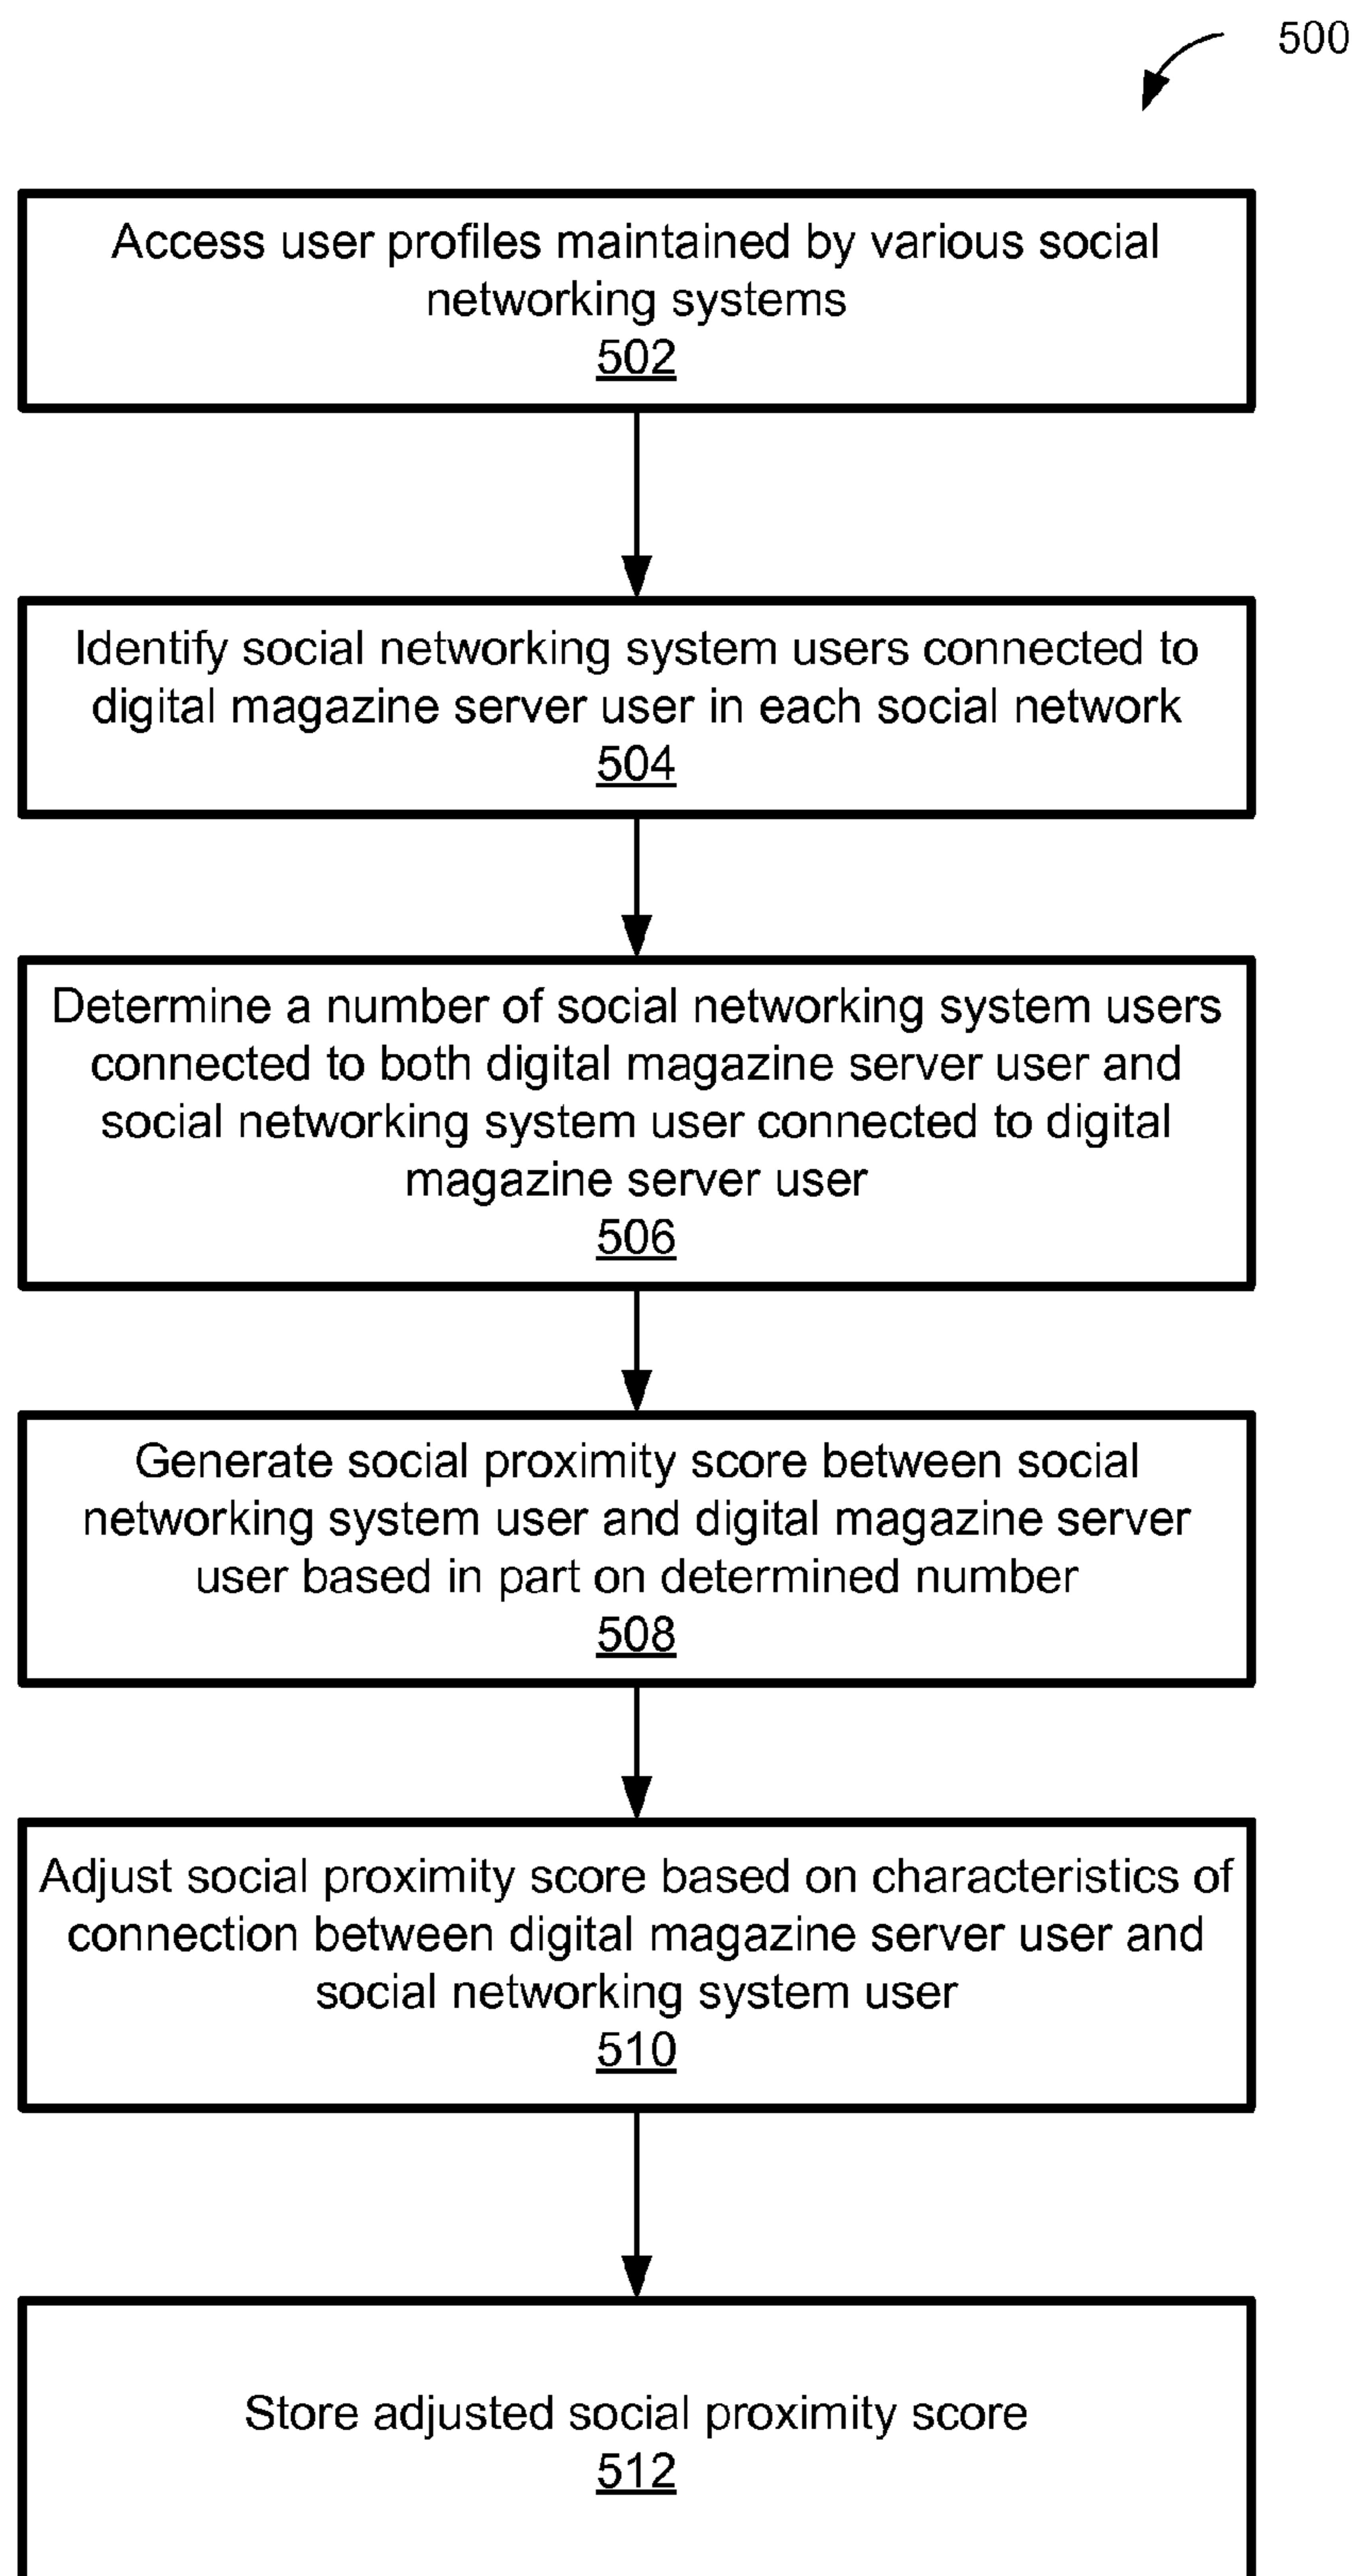 500
Access user profiles maintained by various social
networking systems
502
Identify social networking system users connected to
digital magazine server user in each social network
504
Determine a number of social networking system users
connected to both digital magazine server user and
social networking system user connected to digital
magazine server user
506
Generate social proximity score between social
networking system user and digital magazine server
user based in part on determined number
508
Adjust social proximity score based on characteristics of
connection between digital magazine server user and
social networking system user
510
Store adjusted social proximity score
512